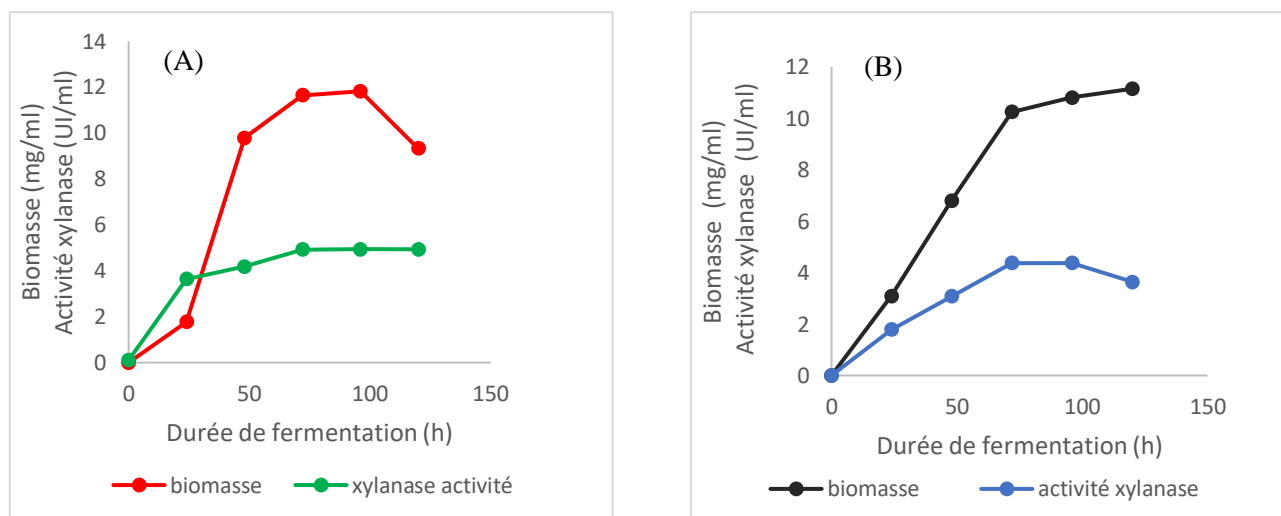 (A)
14
12
10
8
6
4
2
0
Biomasse (mg/ml)
Activité xylanase (UI/ml)
0 50 100 150
Durée de fermentation (h)
biomasse xylanase activité
(B)
12
10
8
6
4
2
0
Biomasse (mg/ml)
Activité xylanase (UI/ml)
0 50 100 150
Durée de fermentation (h)
biomasse activité xylanase